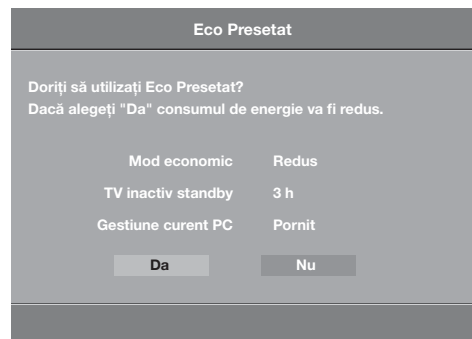 Eco Presetat
Doriți să utilizați Eco Presetat?
Dacă alegeți "Da" consumul de energie va fi redus.
Mod economic Redus
TV inactiv standby 3 h
Gestiune curent PC Pornit
Da Nu